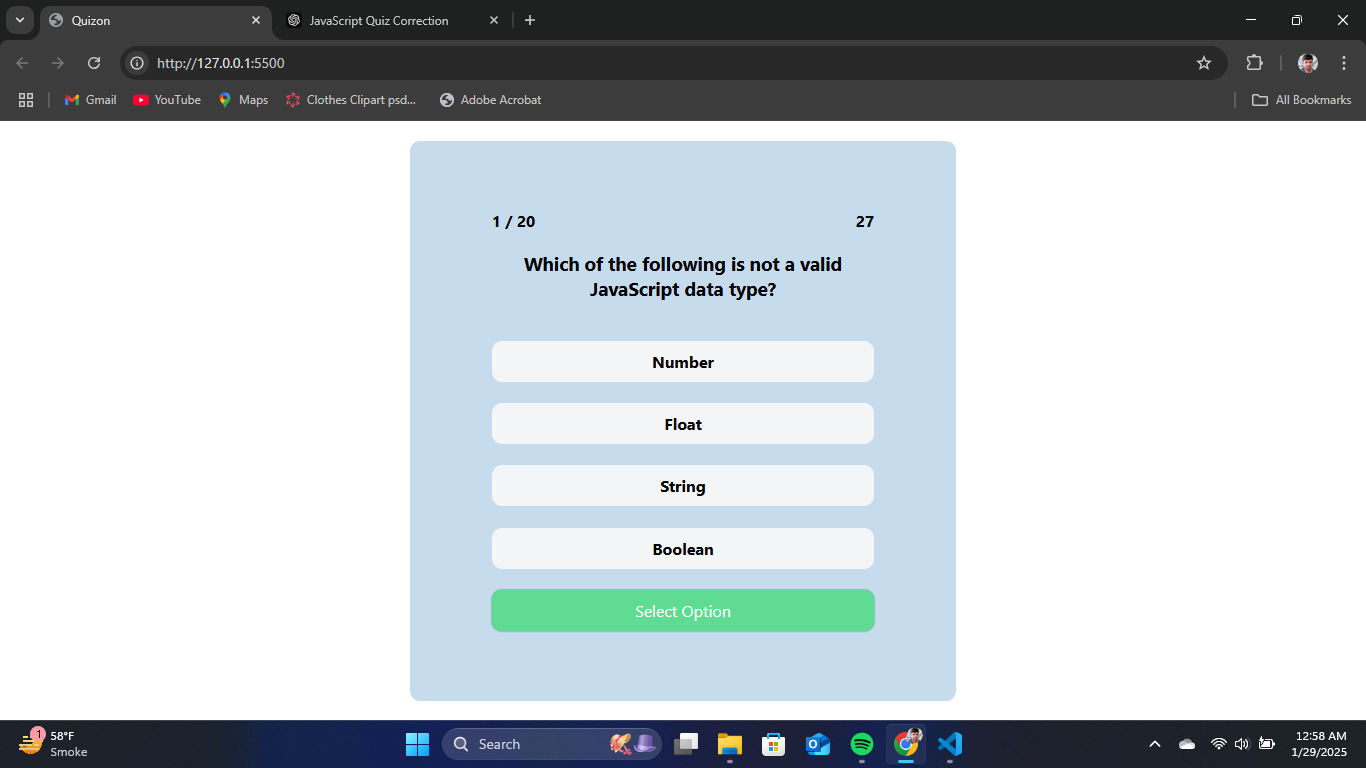 Quizon
JavaScript Quiz Correction
http://127.0.0.1:5500
Gmail
YouTube
Maps
Clothes Clipart psd...
Adobe Acrobat
All Bookmarks
1 / 20
27
Which of the following is not a valid
JavaScript data type?
Number
Float
String
Boolean
Select Option
1
58°F
Smoke
Search
12:58 AM
1/29/2025